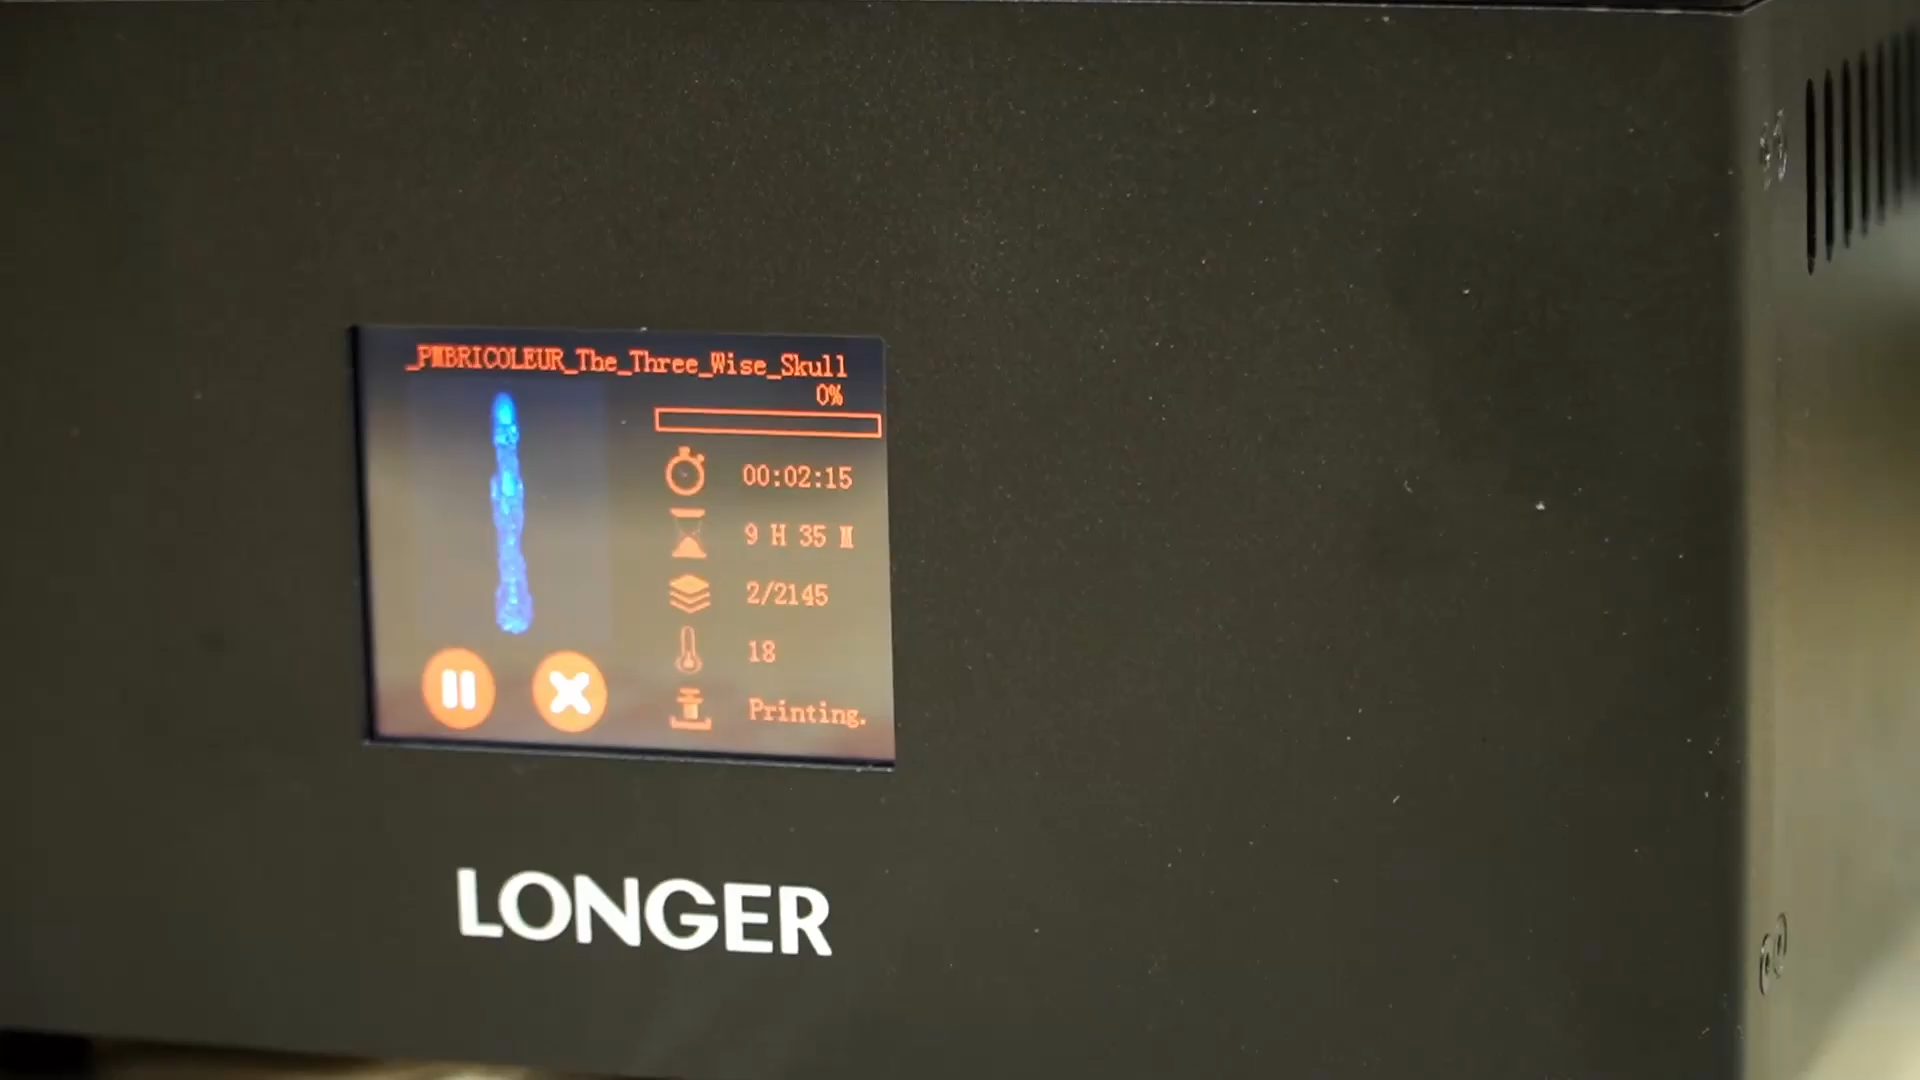 _PMBRICOLEUR_The_Three_Wise_Skull
0%
00:02:15
9 H 35 M
2/2145
18
Printing.
LONGER